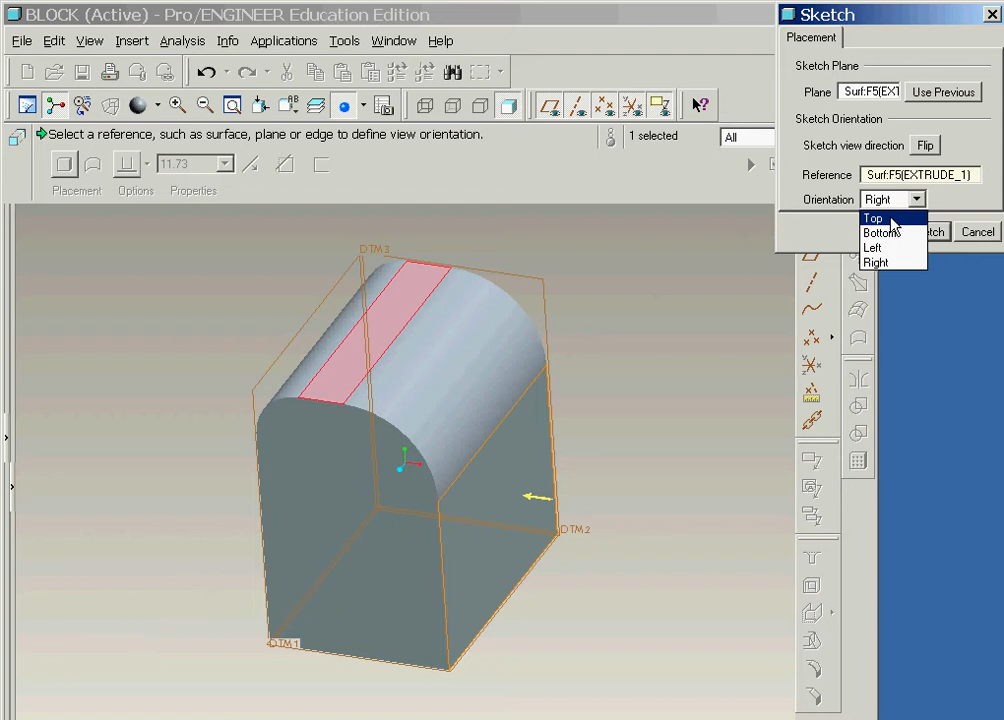 BLOCK (Active) - Pro/ENGINEER Education Edition
File Edit View Insert Analysis Info Applications Tools Window Help
Select a reference, such as surface, plane or edge to define view orientation.
1 selected
All
11.73
Placement Options Properties
Sketch
Placement
Sketch Plane
Plane Surf:F5(EXT
Use Previous
Sketch Orientation
Sketch view direction Flip
Reference Surf:F5(EXTRUDE_1)
Orientation Right
Top
Bottom
Left
Right
Cancel
DTM3
DTM2
DTM1